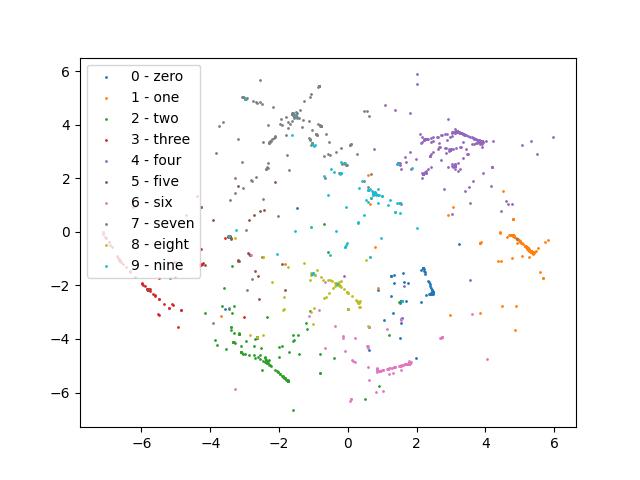 0 - zero
1 - one
2 - two
3 - three
4 - four
5 - five
6 - six
7 - seven
8 - eight
9 - nine
6
4
2
0
−2
−4
−6
−6
−4
−2
0
2
4
6